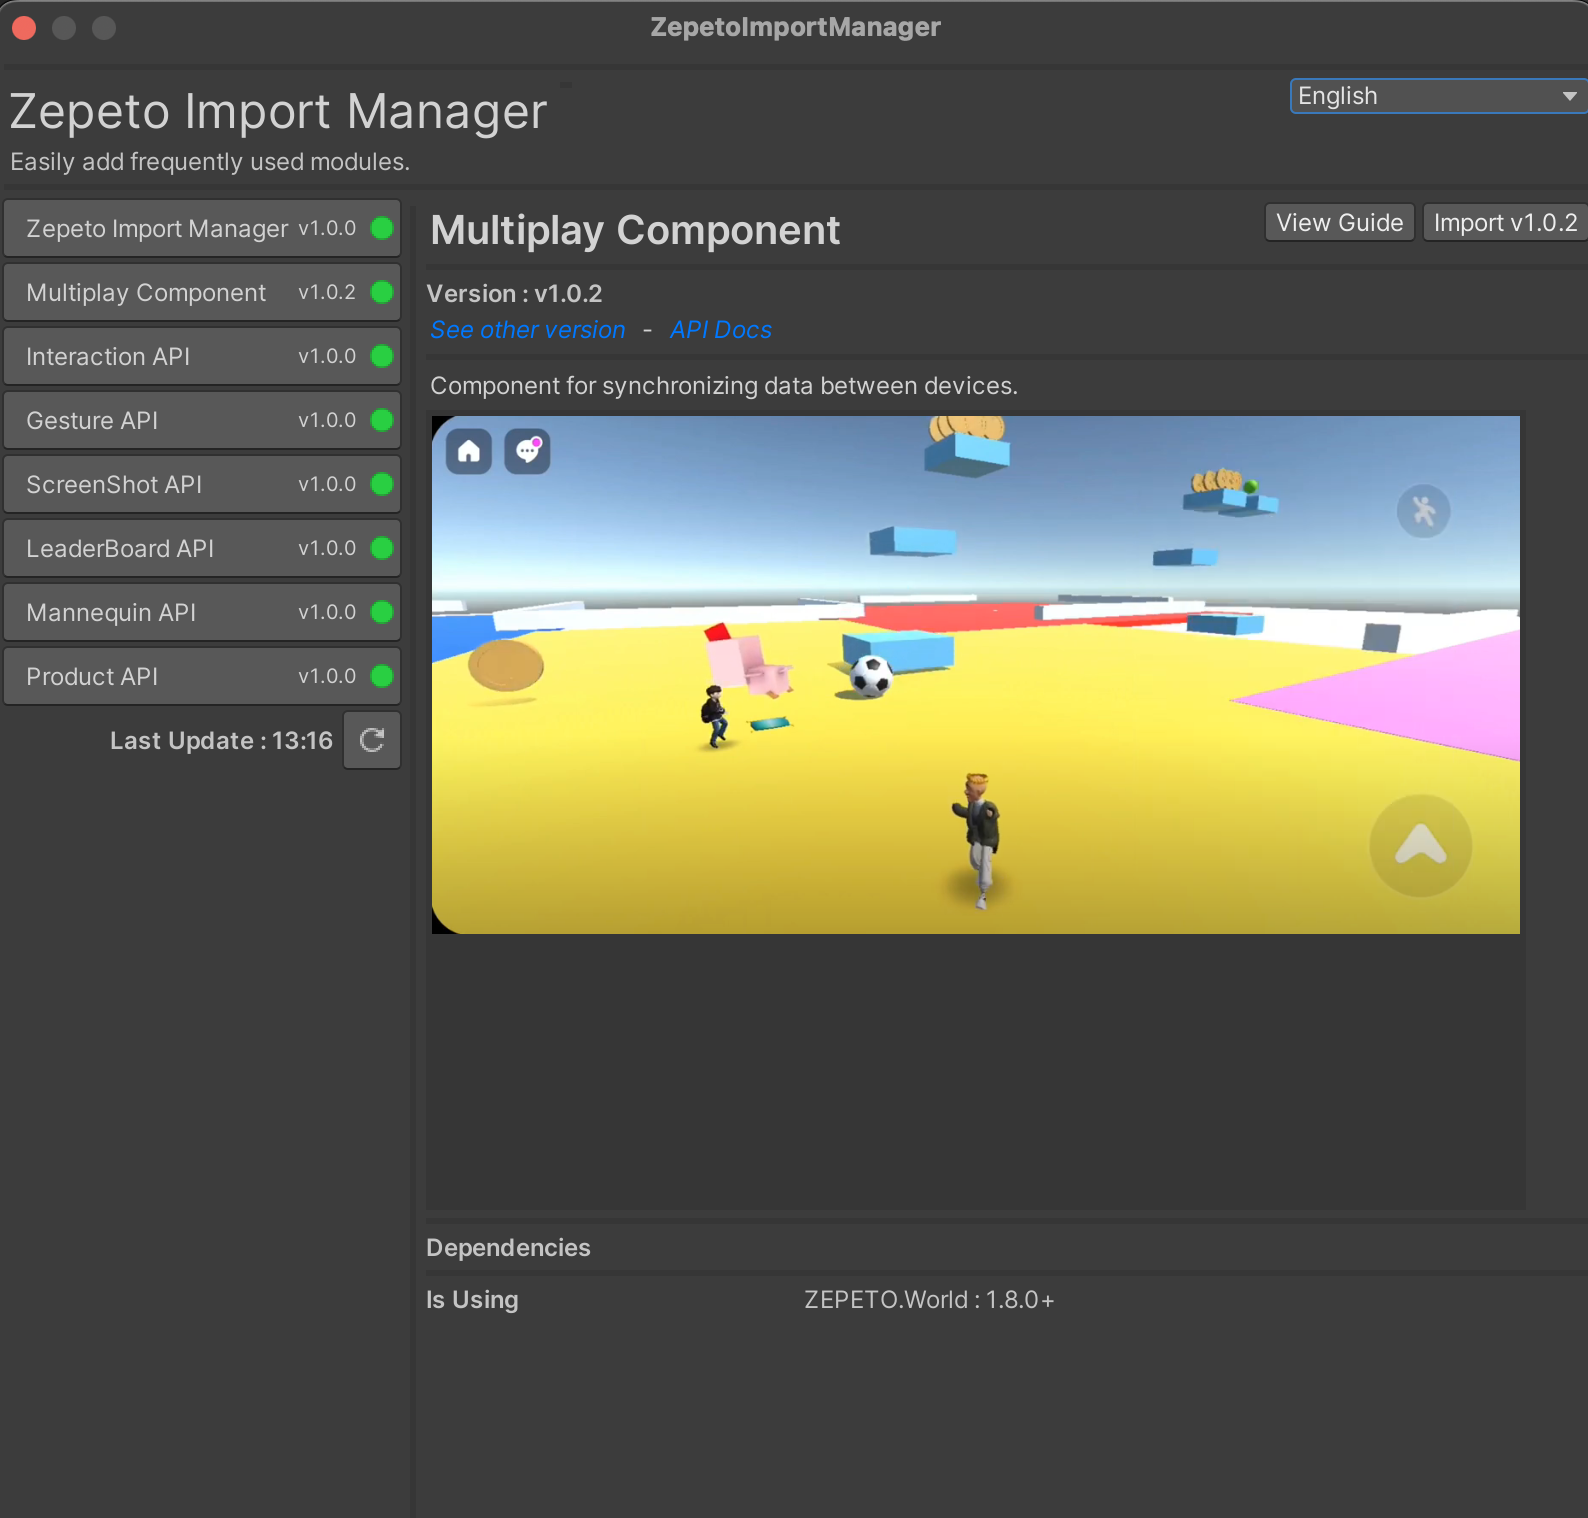 ZepetoImportManager
Zepeto Import Manager
English
Easily add frequently used modules.
Zepeto Import Manager v1.0.0
Multiplay Component v1.0.2
Interaction API v1.0.0
Gesture API v1.0.0
ScreenShot API v1.0.0
LeaderBoard API v1.0.0
Mannequin API v1.0.0
Product API v1.0.0
Last Update : 13:16
Multiplay Component
View Guide
Import v1.0.2
Version : v1.0.2
See other version - API Docs
Component for synchronizing data between devices.
Dependencies
Is Using ZEPETO.World : 1.8.0+